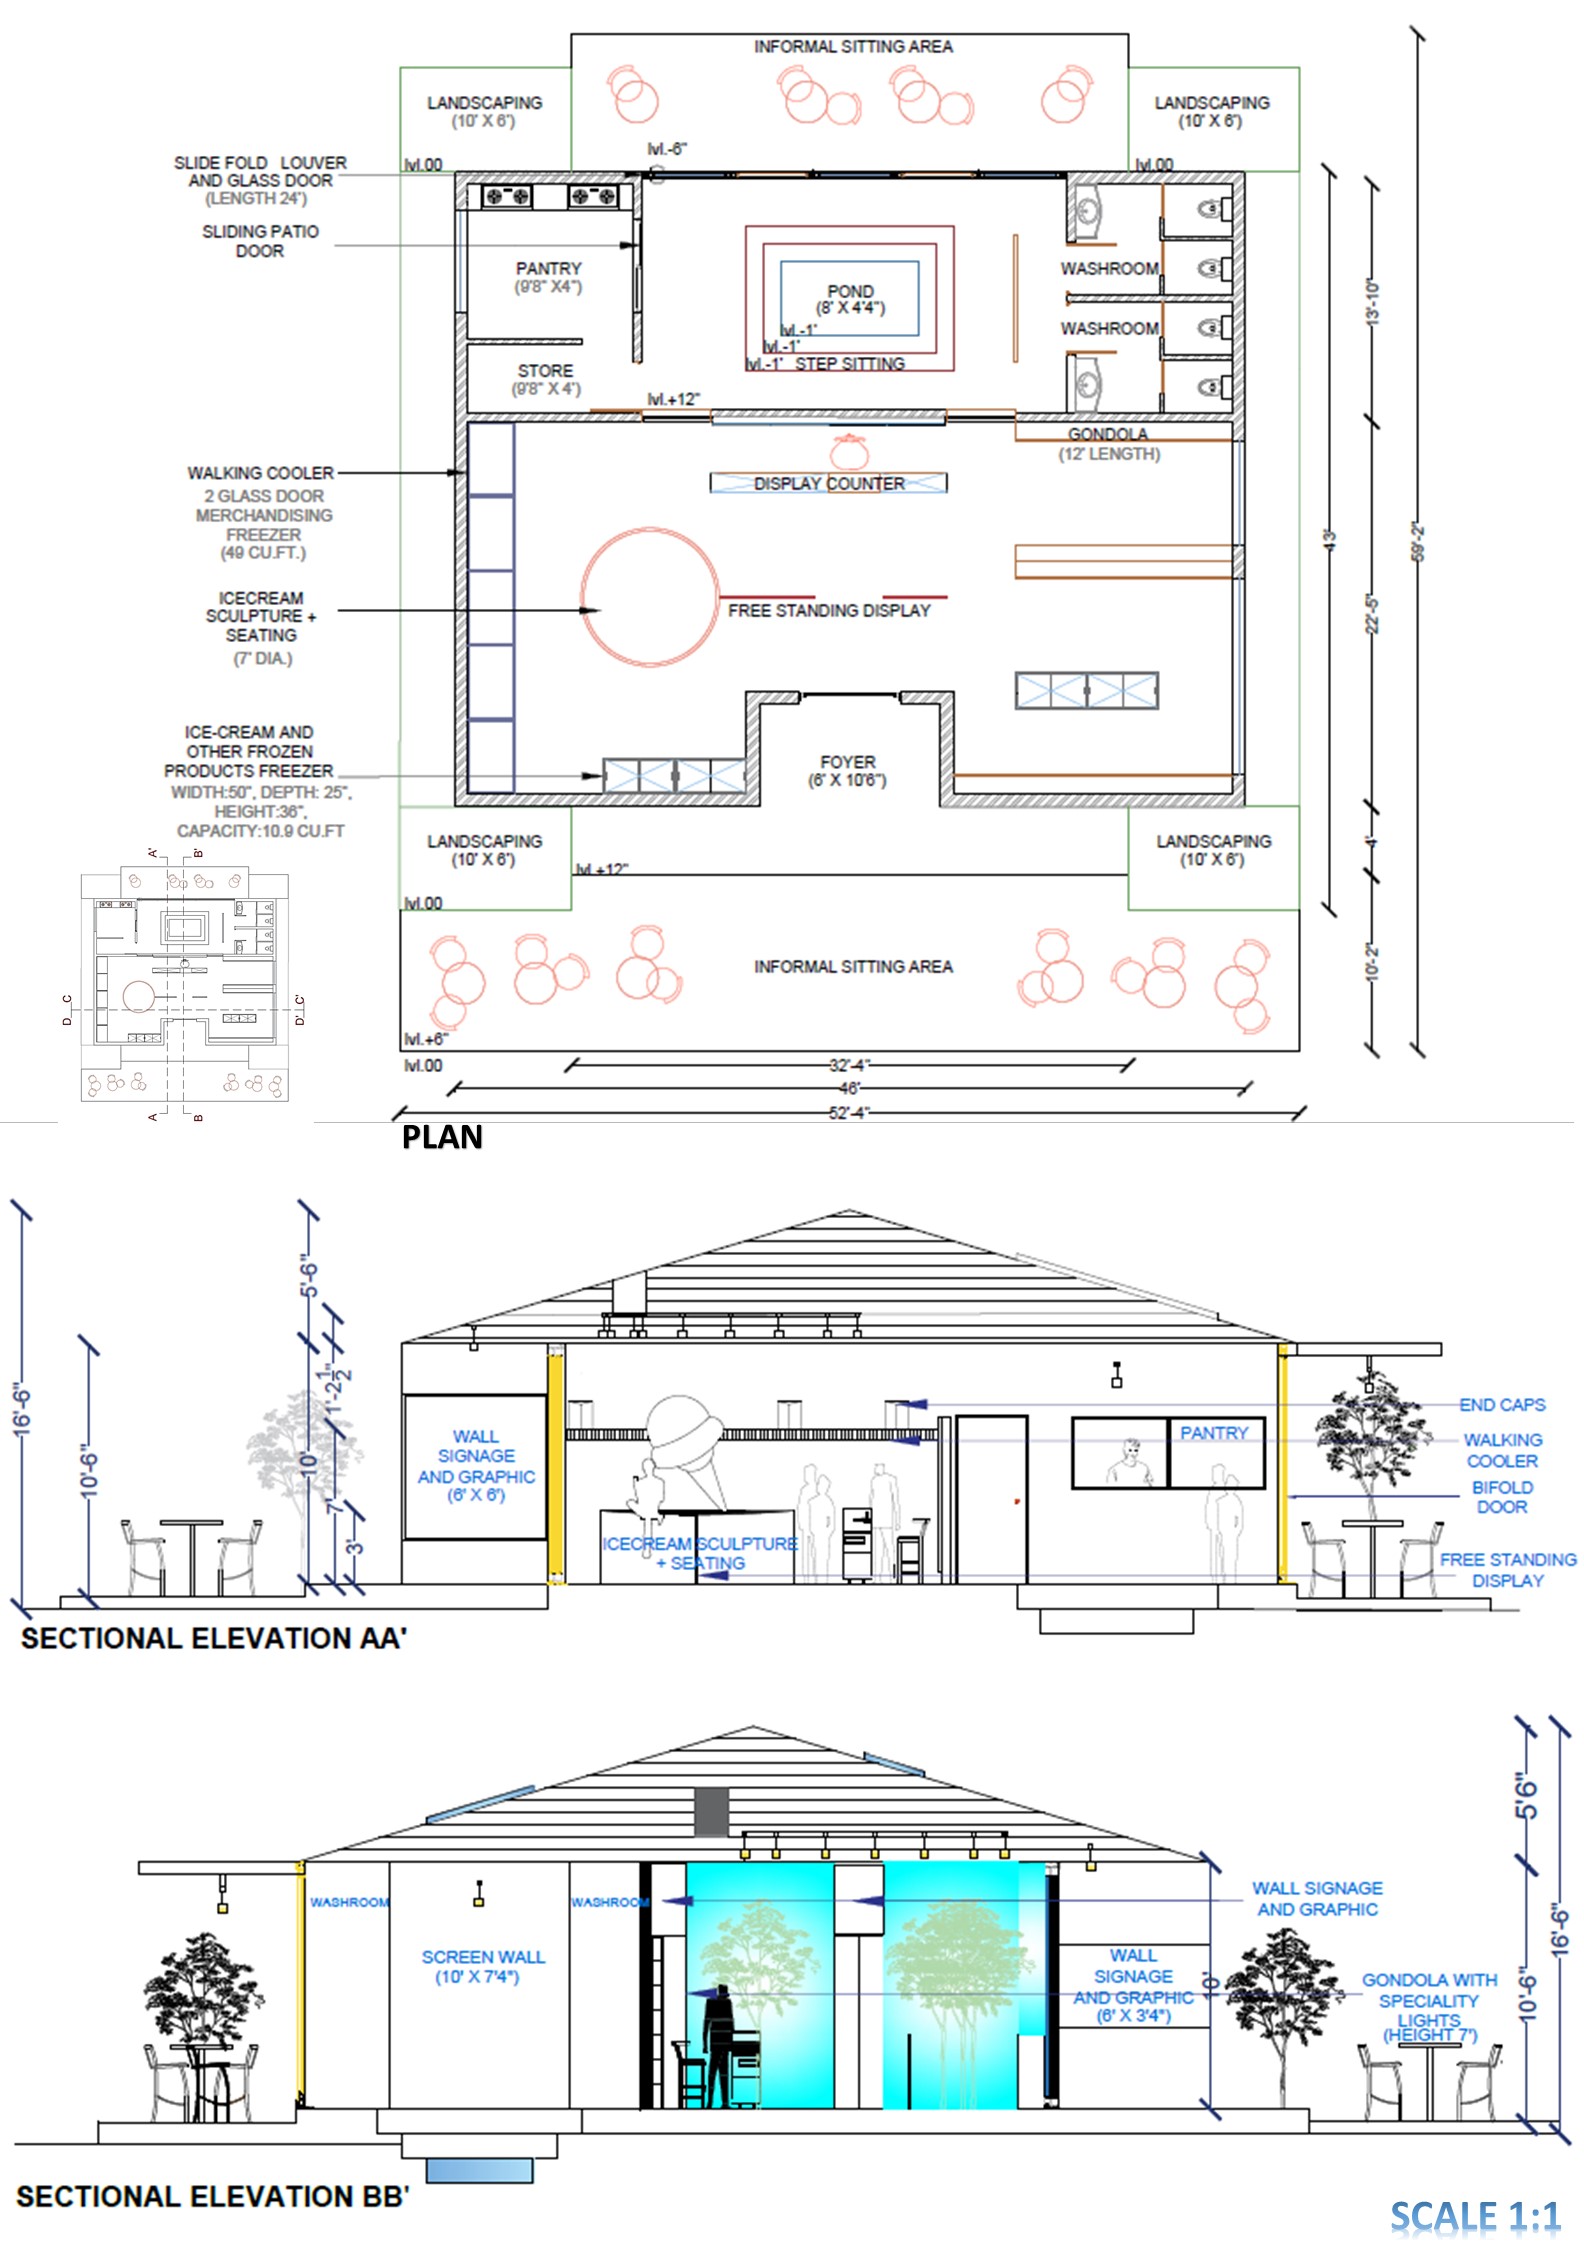 INFORMAL SITTING AREA
LANDSCAPING
(10' X 6')
LANDSCAPING
(10' X 6')
lvl.-6"
lvl.00
lvl.00
SLIDE FOLD LOUVER
AND GLASS DOOR
(LENGTH 24')
SLIDING PATIO
DOOR
PANTRY
(9'8" X4")
POND
(8' X 4'4")
lvl.-1'
lvl.-1'
lvl.-1' STEP SITTING
WASHROOM
WASHROOM
STORE
(9'8" X 4')
lvl.+12"
GONDOLA
(12' LENGTH)
DISPLAY COUNTER
WALKING COOLER
2 GLASS DOOR
MERCHANDISING
FREEZER
(49 CU.FT.)
ICECREAM
SCULPTURE +
SEATING
(7' DIA.)
FREE STANDING DISPLAY
ICE-CREAM AND
OTHER FROZEN
PRODUCTS FREEZER
WIDTH:50", DEPTH: 25",
HEIGHT:36",
CAPACITY:10.9 CU.FT
FOYER
(6' X 10'6")
LANDSCAPING
(10' X 6')
LANDSCAPING
(10' X 6')
lvl.+12"
lvl.00
INFORMAL SITTING AREA
lvl.+6"
lvl.00
13'-10"
22'-5"
4'
10'-2"
43'
59'-2"
32'-4"
46'
52'-4"
A' B'
C C'
D D'
A B
PLAN
16'-6"
10'-6"
5'-6"
10'
1'-2 1/2"
7'
3'
WALL
SIGNAGE
AND GRAPHIC
(6' X 6')
ICECREAM SCULPTURE
+ SEATING
PANTRY
END CAPS
WALKING
COOLER
BIFOLD
DOOR
FREE STANDING
DISPLAY
SECTIONAL ELEVATION AA'
WASHROOM
SCREEN WALL
(10' X 7'4")
WASHROOM
WALL
SIGNAGE
AND GRAPHIC
(6' X 3'4")
10'
WALL SIGNAGE
AND GRAPHIC
GONDOLA WITH
SPECIALITY
LIGHTS
(HEIGHT 7')
5'6"
10'-6"
16'-6"
SECTIONAL ELEVATION BB'
SCALE 1:1